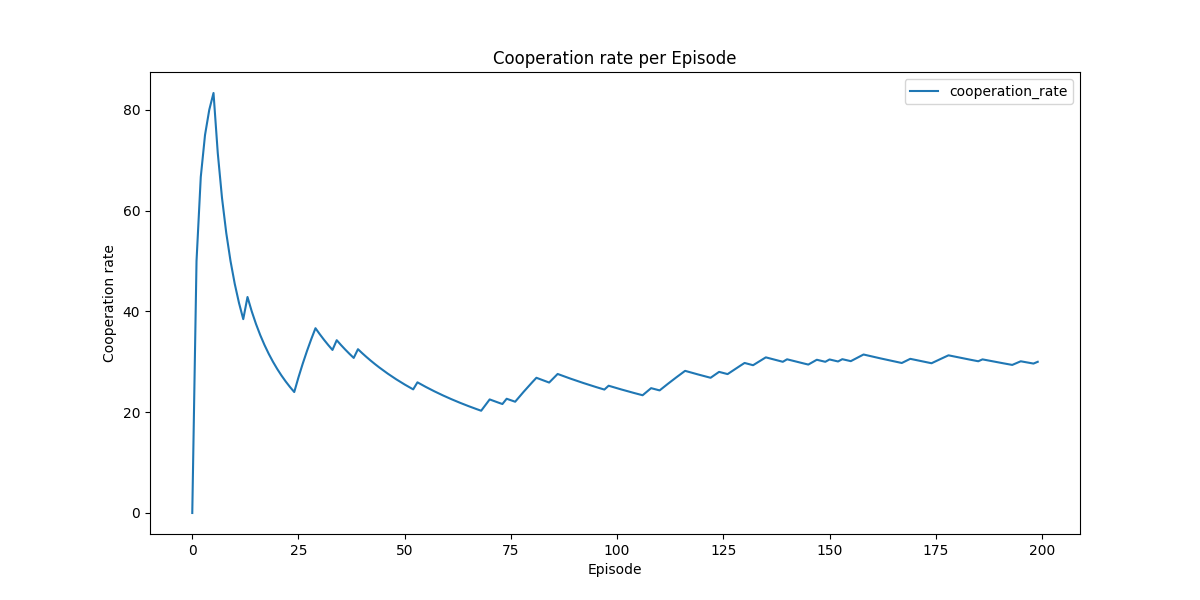 Cooperation rate per Episode
cooperation_rate
Cooperation rate
80
60
40
20
0
0 25 50 75 100 125 150 175 200
Episode